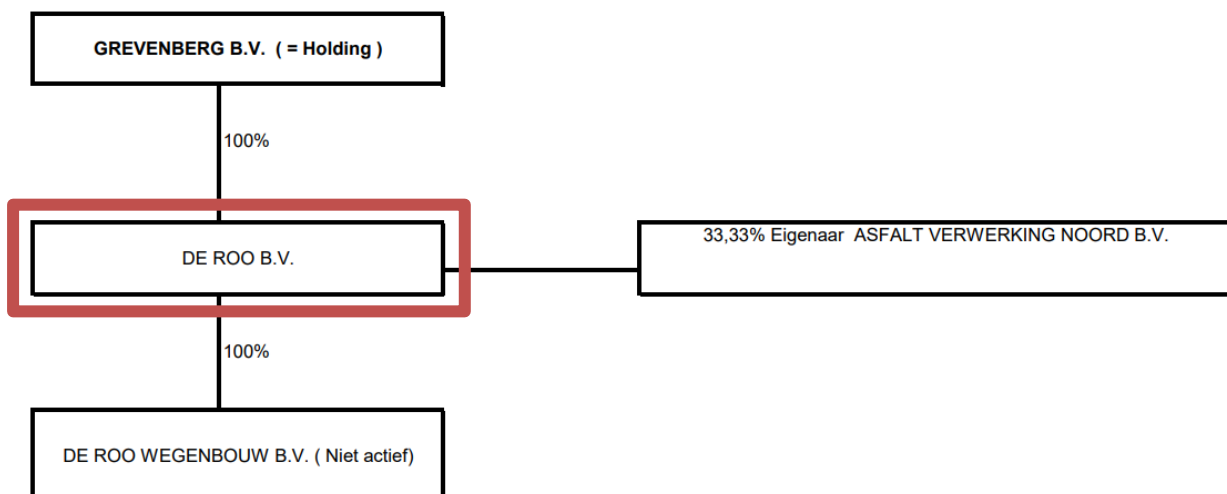 GREVENBERG B.V. ( = Holding )
100%
DE ROO B.V.
33,33% Eigenaar ASFALT VERWERKING NOORD B.V.
100%
DE ROO WEGENBOUW B.V. ( Niet actief)